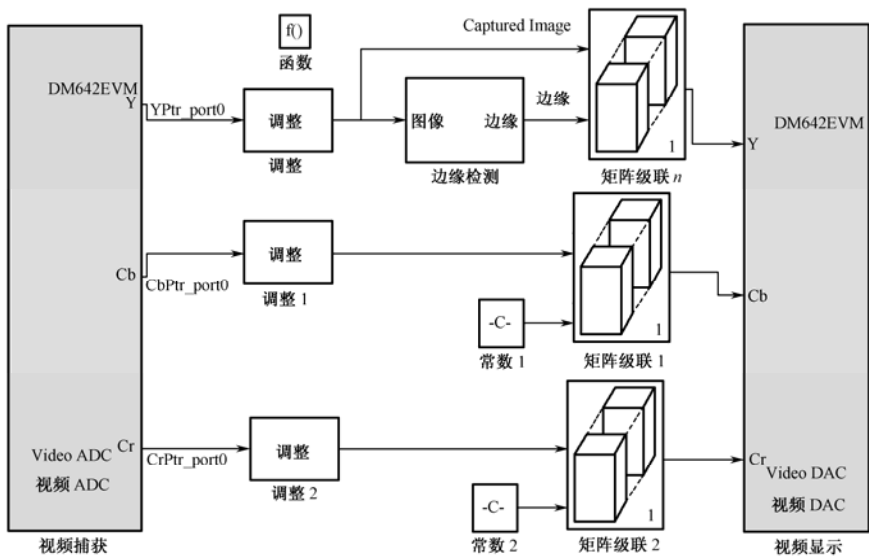 f()
函数
Captured Image
DM642EVM
Y
YPtr_port0
调整
调整
图像
边缘
边缘检测
边缘
1
矩阵级联 n
DM642EVM
Y
Cb
CbPtr_port0
调整
调整 1
-C-
常数 1
1
矩阵级联 1
Cb
Cr
CrPtr_port0
Video ADC
视频 ADC
视频捕获
调整
调整 2
-C-
常数 2
1
矩阵级联 2
Cr
Video DAC
视频 DAC
视频显示